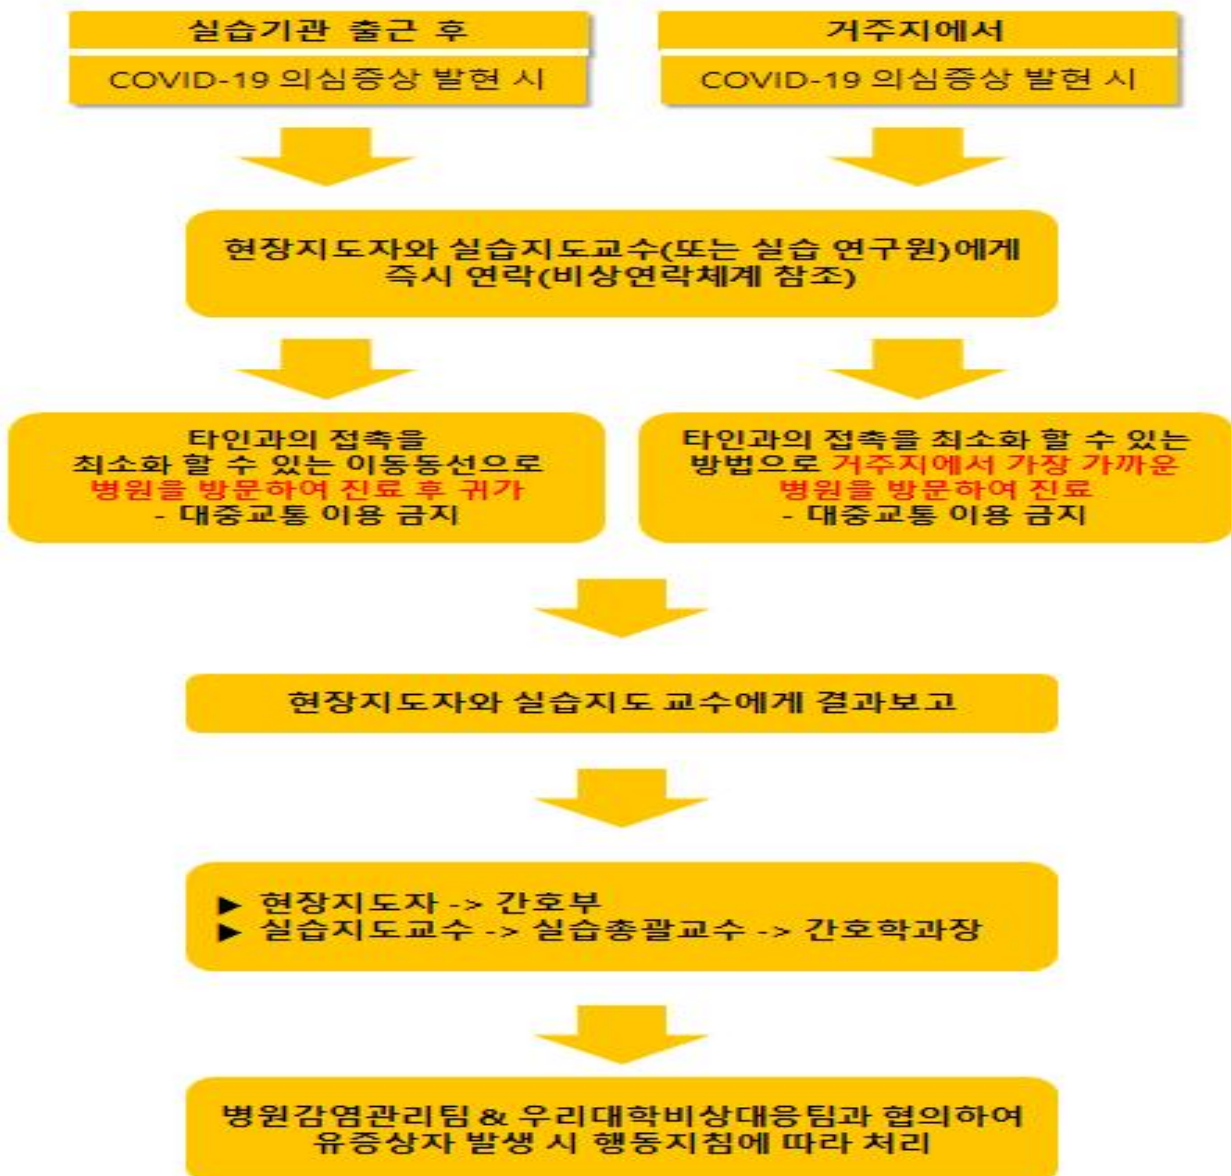 실습기관 출근 후
COVID-19 의심증상 발현 시
거주지에서
COVID-19 의심증상 발현 시
현장지도자와 실습지도교수(또는 실습 연구원)에게
즉시 연락(비상연락체계 참조)
타인과의 접촉을
최소화 할 수 있는 이동동선으로
병원을 방문하여 진료 후 귀가
- 대중교통 이용 금지
타인과의 접촉을 최소화 할 수 있는
방법으로 거주지에서 가장 가까운
병원을 방문하여 진료
- 대중교통 이용 금지
현장지도자와 실습지도 교수에게 결과보고
▶ 현장지도자 -> 간호부
▶ 실습지도교수 -> 실습총괄교수 -> 간호학과장
병원감염관리팀 & 우리대학비상대응팀과 협의하여
유증상자 발생 시 행동지침에 따라 처리